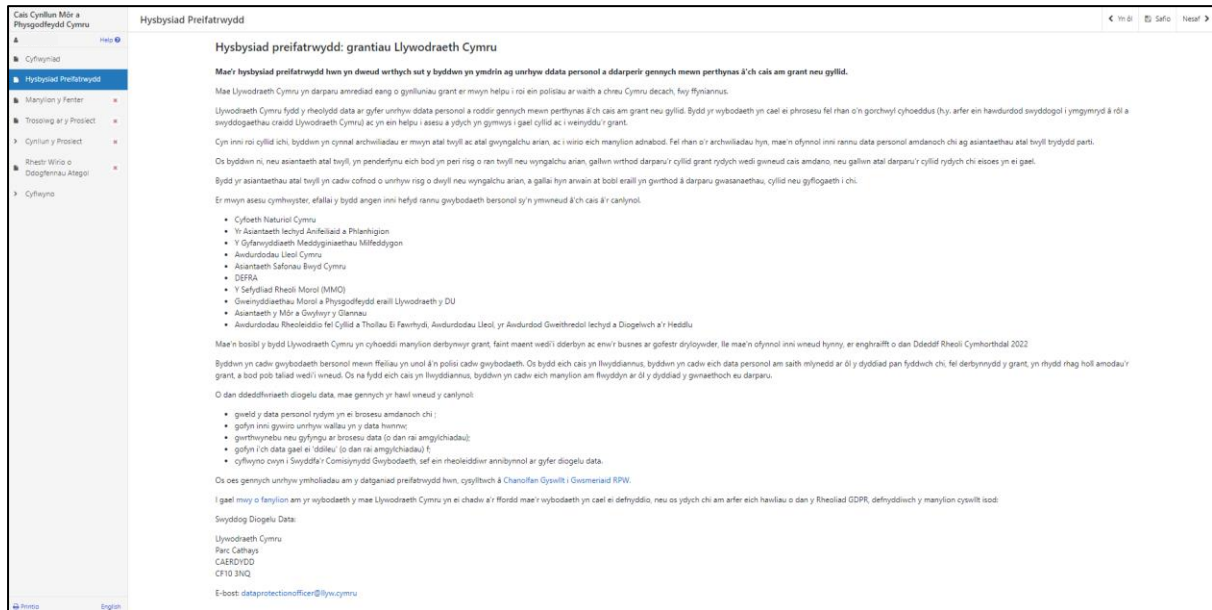 Cais Cynllun Môr a
Physgodfeydd Cymru
Help
Cyflwyniad
Hysbysiad Preifatrwydd
Manylion y Fenter
Trosolwg ar y Prosiect
Cynllun y Prosiect
Rhestr Wirio o
Ddogfennau Ategol
Cyflwyno
Printio
English
Hysbysiad Preifatrwydd
Yn ôl
Safio
Nesaf
Hysbysiad preifatrwydd: grantiau Llywodraeth Cymru
Mae'r hysbysiad preifatrwydd hwn yn dweud wrthych sut y byddwn yn ymdrin ag unrhyw ddata personol a ddarperir gennych mewn perthynas â'ch cais am grant neu gyllid.
Mae Llywodraeth Cymru yn darparu amrediad eang o gynlluniau grant er mwyn helpu i roi ein polisïau ar waith a chreu Cymru decach, fwy ffyniannus.
Llywodraeth Cymru fydd y rheolydd data ar gyfer unrhyw ddata personol a roddir gennych mewn perthynas â'ch cais am grant neu gyllid. Bydd yr wybodaeth yn cael ei phrosesu fel rhan o'n gorchwyl cyhoeddus (h.y. arfer ein hawdurdod swyddogol i ymgymryd â rôl a
swyddogaethau craidd Llywodraeth Cymru) ac yn ein helpu i asesu a ydych yn gymwys i gael cyllid ac i weinyddu'r grant.
Cyn inni roi cyllid ichi, byddwn yn cynnal archwiliadau er mwyn atal twyll ac atal gwyngalchu arian, ac i wirio eich manylion adnabod. Fel rhan o'r archwiliadau hyn, mae'n ofynnol inni rannu data personol amdanoch chi ag asiantaethau atal twyll trydydd parti.
Os byddwn ni, neu asiantaeth atal twyll, yn penderfynu eich bod yn peri risg o ran twyll neu wyngalchu arian, gallwn wrthod darparu'r cyllid grant rydych wedi gwneud cais amdano, neu gallwn atal darparu'r cyllid rydych chi eisoes yn ei gael.
Bydd yr asiantaethau atal twyll yn cadw cofnod o unrhyw risg o dwyll neu wyngalchu arian, a gallai hyn arwain at bobl eraill yn gwrthod â darparu gwasanaethau, cyllid neu gyflogaeth i chi.
Er mwyn asesu cymhwyster, efallai y bydd angen inni hefyd rannu gwybodaeth bersonol sy'n ymwneud â'ch cais â'r canlynol.
• Cyfoeth Naturiol Cymru
• Yr Asiantaeth Iechyd Anifeiliaid a Phlanhigion
• Y Gyfarwyddiaeth Meddyginiaethau Milfeddygon
• Awdurdodau Lleol Cymru
• Asiantaeth Safonau Bwyd Cymru
• DEFRA
• Y Sefydliad Rheoli Morol (MMO)
• Gweinyddiaethau Morol a Physgodfeydd eraill Llywodraeth y DU
• Asiantaeth y Môr a Gwylwyr y Glannau
• Awdurdodau Rheoleiddio fel Cyllid a Thollau Ei Fawrhydi, Awdurdodau Lleol, yr Awdurdod Gweithredol Iechyd a Diogelwch a'r Heddlu
Mae'n bosibl y bydd Llywodraeth Cymru yn cyhoeddi manylion derbynwyr grant, faint maent wedi'i dderbyn ac enw'r busnes ar gofestr dryloywder, lle mae'n ofynnol inni wneud hynny, er enghraifft o dan Ddeddf Rheoli Cymhorthdal 2022
Byddwn yn cadw gwybodaeth bersonol mewn ffeiliau yn unol â'n polisi cadw gwybodaeth. Os bydd eich cais yn llwyddiannus, byddwn yn cadw eich data personol am saith mlynedd ar ôl y dyddiad pan fyddwch chi, fel derbynnydd y grant, yn rhydd rhag holl amodau'r
grant, a bod pob taliad wedi'i wneud. Os na fydd eich cais yn llwyddiannus, byddwn yn cadw eich manylion am flwyddyn ar ôl y dyddiad y gwnaethoch eu darparu.
O dan ddeddfwriaeth diogelu data, mae gennych yr hawl wneud y canlynol:
• gweld y data personol rydym yn ei brosesu amdanoch chi ;
• gofyn inni gywiro unrhyw wallau yn y data hwnnw;
• gwrthwynebu neu gyfyngu ar brosesu data (o dan rai amgylchiadau);
• gofyn i'ch data gael ei 'ddileu' (o dan rai amgylchiadau) f;
• cyflwyno cwyn i Swyddfa'r Comisiynydd Gwybodaeth, sef ein rheoleiddiwr annibynnol ar gyfer diogelu data.
Os oes gennych unrhyw ymholiadau am y datganiad preifatrwydd hwn, cysylltwch â Chanolfan Gyswllt i Gwsmeriaid RPW.
I gael mwy o fanylion am yr wybodaeth y mae Llywodraeth Cymru yn ei chadw a'r ffordd mae'r wybodaeth yn cael ei defnyddio, neu os ydych chi am arfer eich hawliau o dan y Rheoliad GDPR, defnyddiwch y manylion cyswllt isod:
Swyddog Diogelu Data:
Llywodraeth Cymru
Parc Cathays
CAERDYDD
CF10 3NQ
E-bost: dataprotectionofficer@llyw.cymru